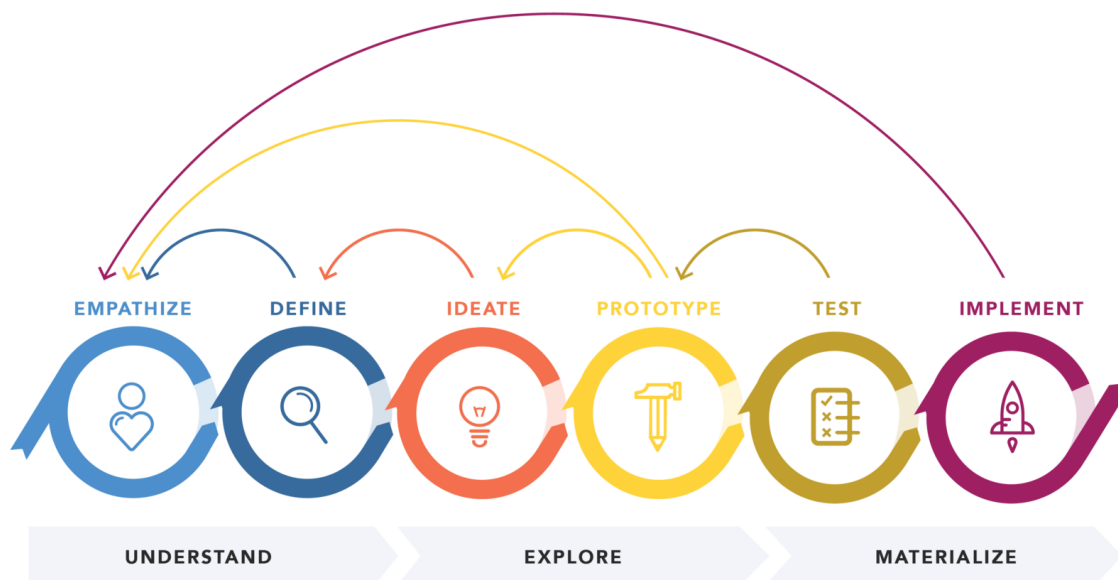 EMPATHIZE
DEFINE
IDEATE
PROTOTYPE
TEST
IMPLEMENT
UNDERSTAND
EXPLORE
MATERIALIZE